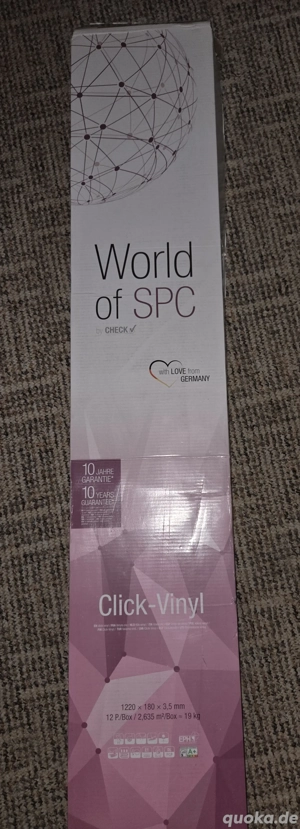 World
of SPC
by CHECK ✓
with LOVE from
GERMANY
10 JAHRE
GARANTIE*
10 YEARS
GUARANTEE*
Click-Vinyl
1220 × 180 × 3,5 mm
12 P./Box / 2,635 m²/Box = 19 kg
quoka.de